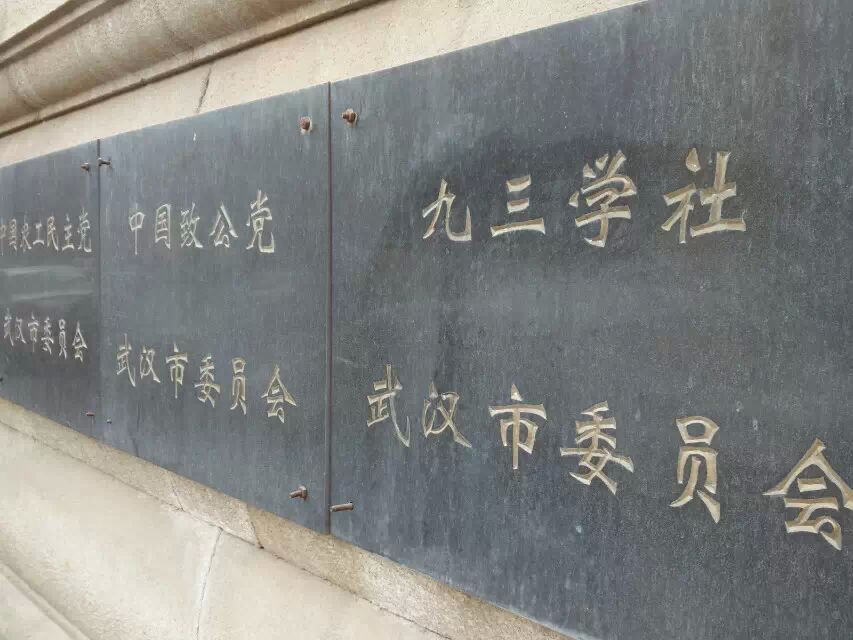 中国农工民主党
武汉市委员会
中国致公党
武汉市委员会
九三学社
武汉市委员会